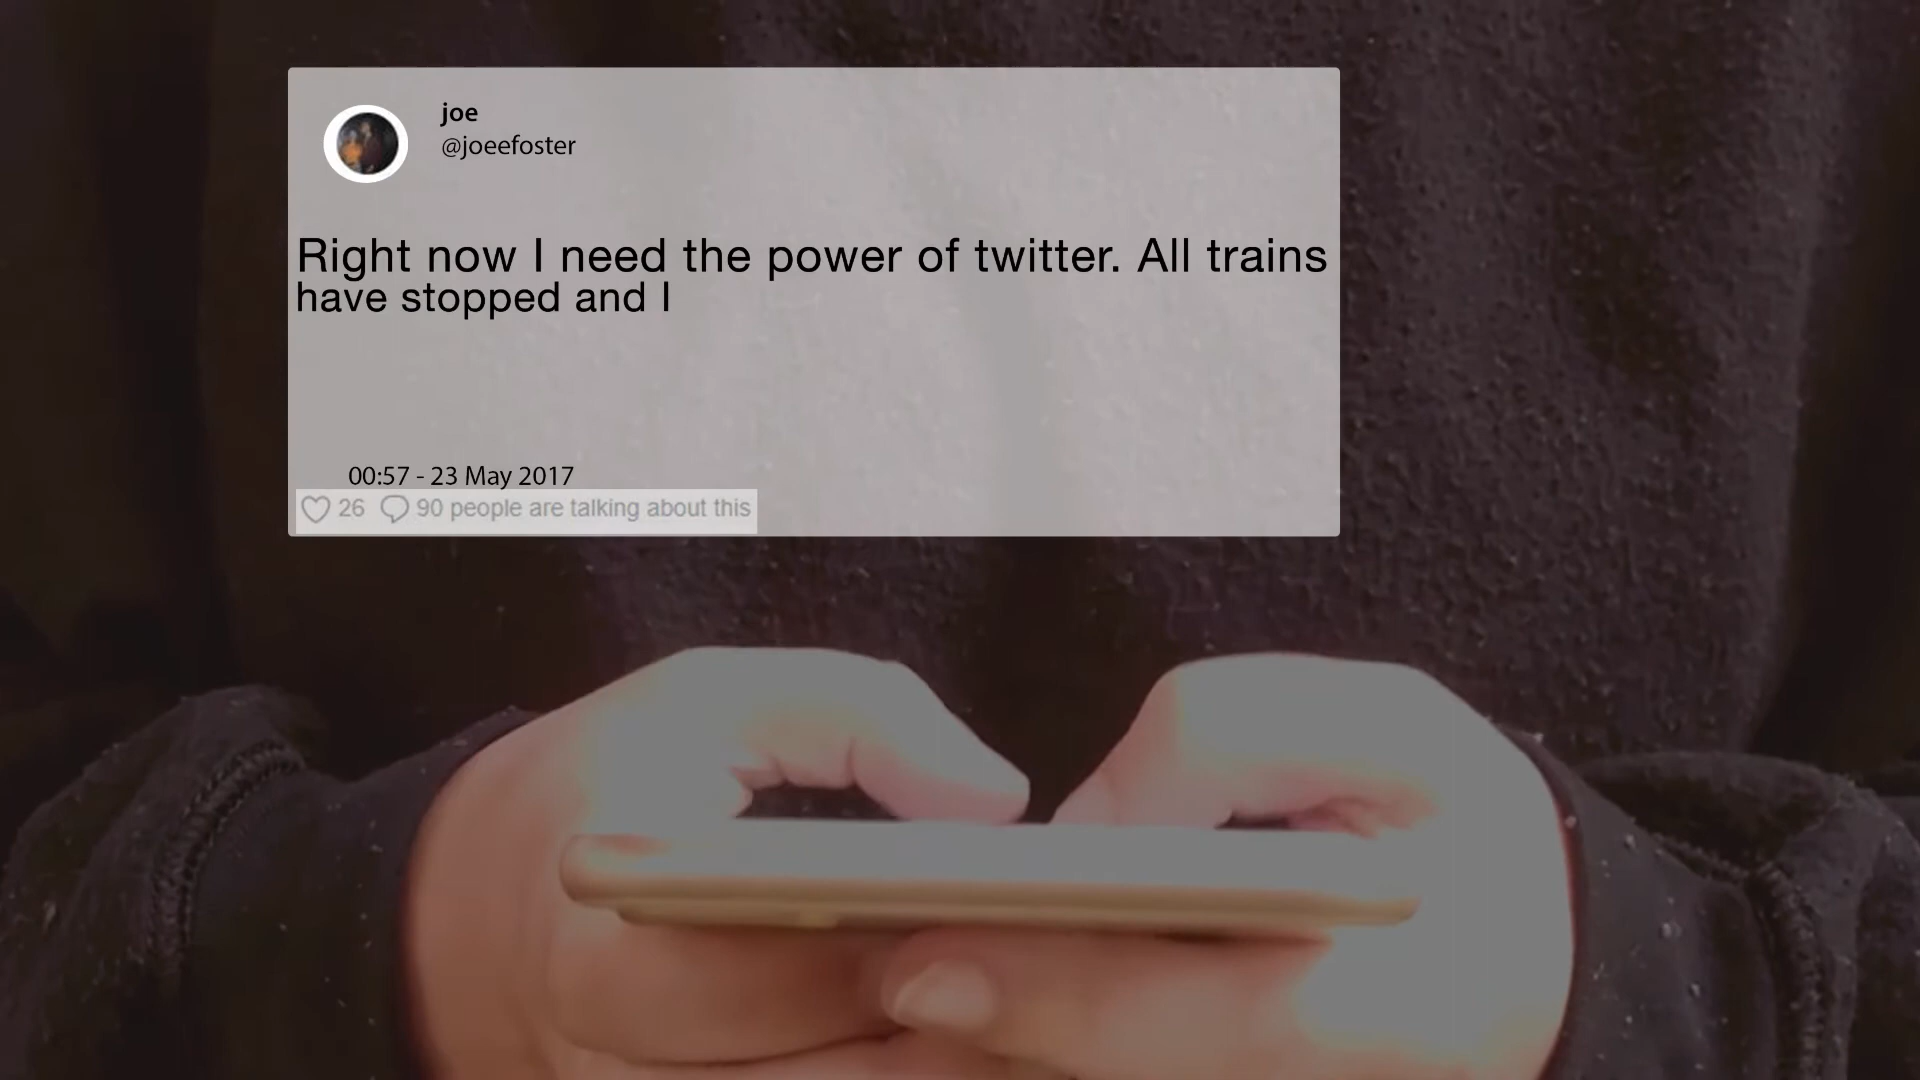 joe
@joeefoster
Right now I need the power of twitter. All trains
have stopped and I
00:57 - 23 May 2017
26 90 people are talking about this